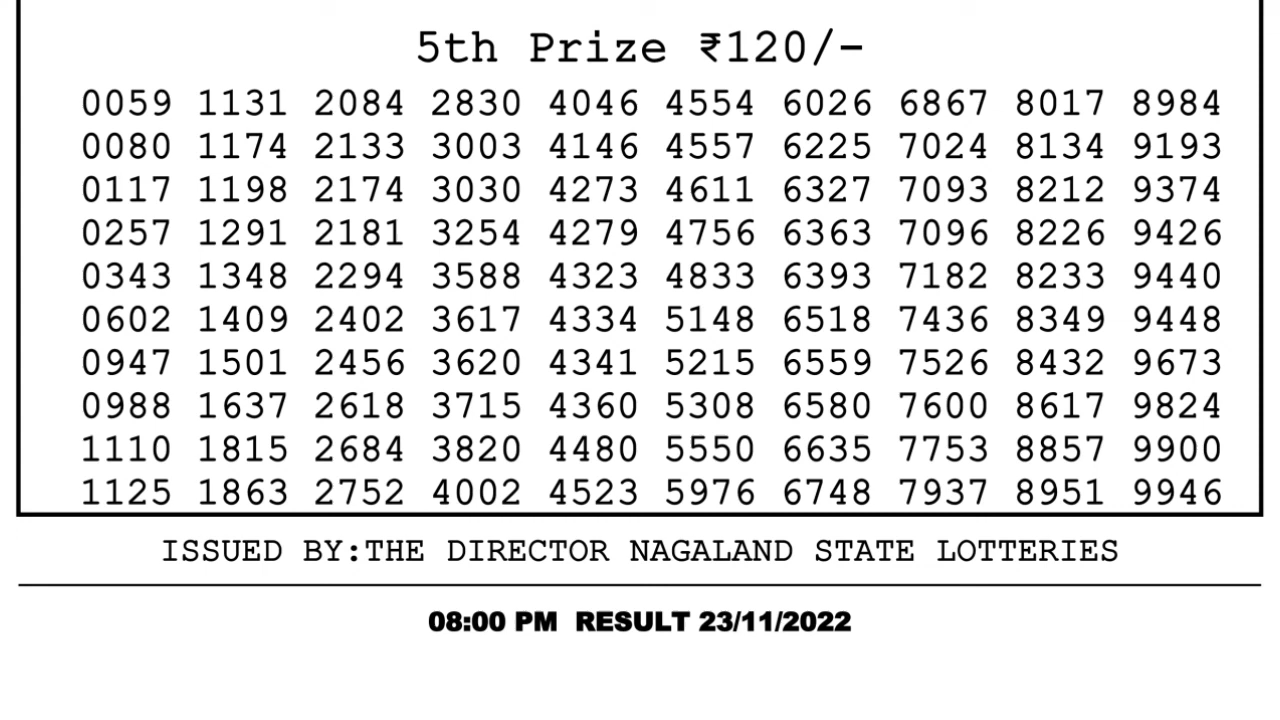 5th Prize ₹120/-
0059 1131 2084 2830 4046 4554 6026 6867 8017 8984
0080 1174 2133 3003 4146 4557 6225 7024 8134 9193
0117 1198 2174 3030 4273 4611 6327 7093 8212 9374
0257 1291 2181 3254 4279 4756 6363 7096 8226 9426
0343 1348 2294 3588 4323 4833 6393 7182 8233 9440
0602 1409 2402 3617 4334 5148 6518 7436 8349 9448
0947 1501 2456 3620 4341 5215 6559 7526 8432 9673
0988 1637 2618 3715 4360 5308 6580 7600 8617 9824
1110 1815 2684 3820 4480 5550 6635 7753 8857 9900
1125 1863 2752 4002 4523 5976 6748 7937 8951 9946
ISSUED BY:THE DIRECTOR NAGALAND STATE LOTTERIES
08:00 PM RESULT 23/11/2022